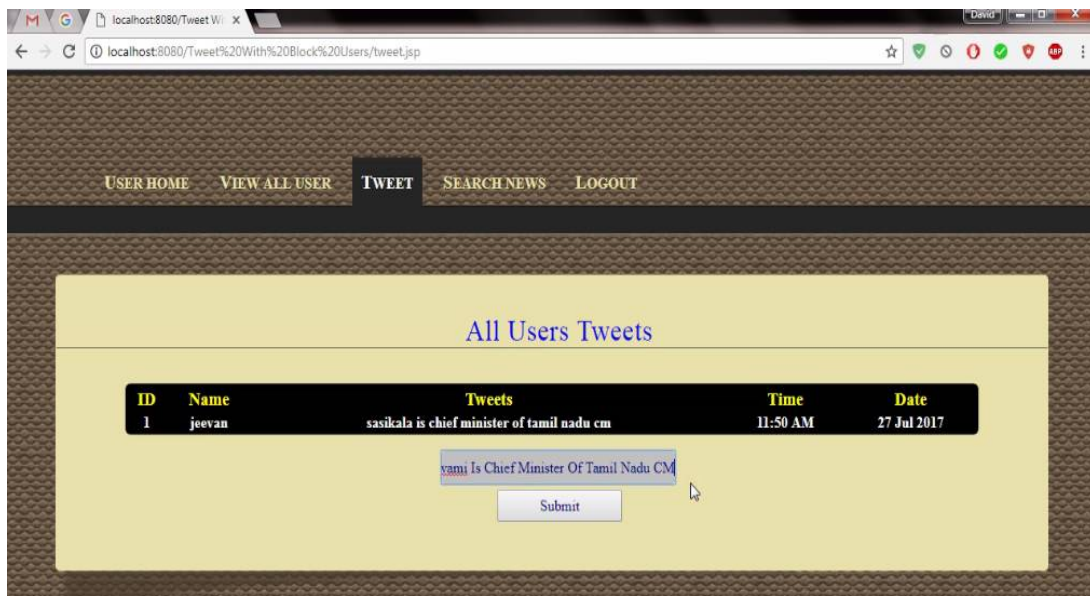 localhost:8080/Tweet Wi
David
localhost:8080/Tweet%20With%20Block%20Users/tweet.jsp
ABP
USER HOME VIEW ALL USER TWEET SEARCH NEWS LOGOUT
All Users Tweets
ID Name Tweets Time Date
1 jeevan sasikala is chief minister of tamil nadu cm 11:50 AM 27 Jul 2017
vami Is Chief Minister Of Tamil Nadu CM
Submit